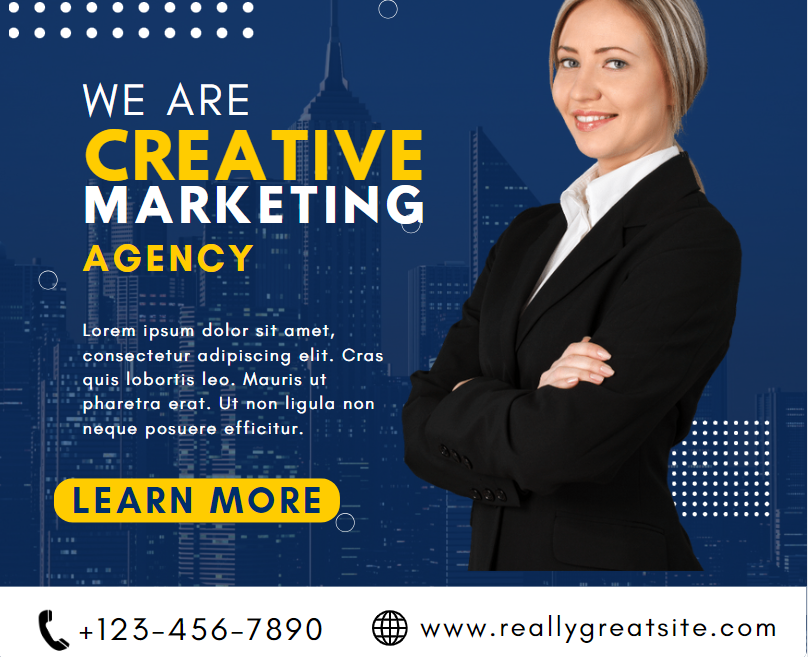 WE ARE
CREATIVE
MARKETING
AGENCY
Lorem ipsum dolor sit amet,
consectetur adipiscing elit. Cras
quis lobortis leo. Mauris ut
pharetra erat. Ut non ligula non
neque posuere efficitur.
LEARN MORE
+123-456-7890
www.reallygreatsite.com